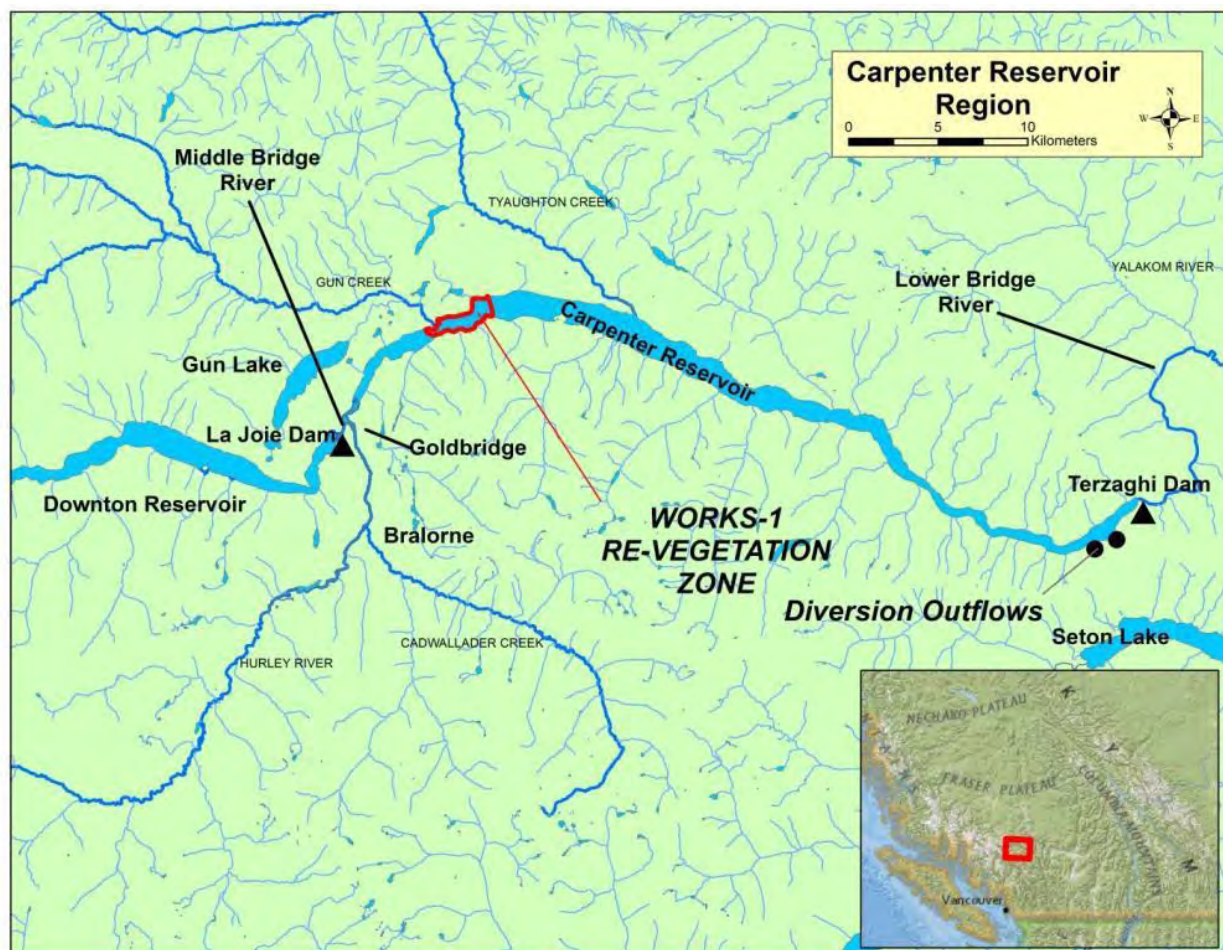 Carpenter Reservoir
Region
0 5 10
Kilometers
N
W E
S
Middle Bridge
River
TYAUGHTON CREEK
GUN CREEK
Lower Bridge
River
YALAKOM RIVER
Carpenter Reservoir
Gun Lake
La Joie Dam
Goldbridge
Terzaghi Dam
Downton Reservoir
Bralorne
WORKS-1
RE-VEGETATION
ZONE
Diversion Outflows
Seton Lake
HURLEY RIVER
CADWALLADER CREEK
NECHAKO PLATEAU
FRASER PLATEAU
COLUMBIA MOUNTAINS
K Y M
Vancouver